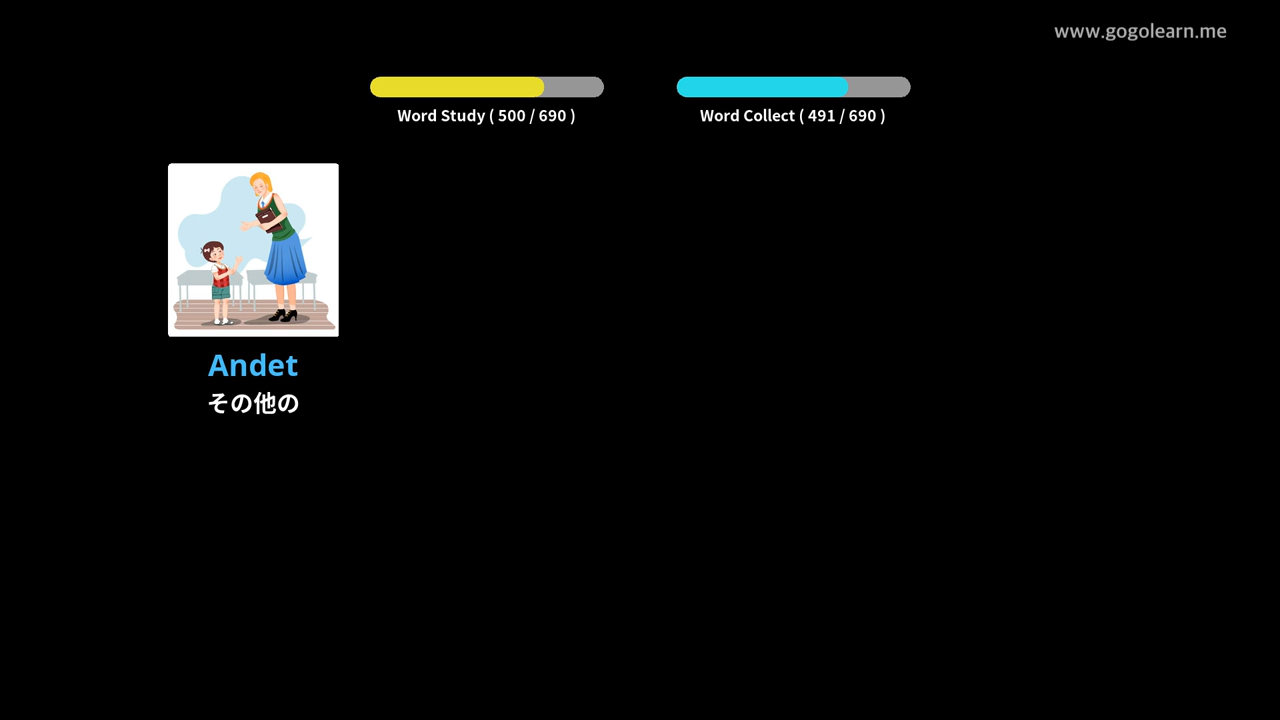 www.gogolearn.me
Word Study ( 500 / 690 )
Word Collect ( 491 / 690 )
Andet
その他の